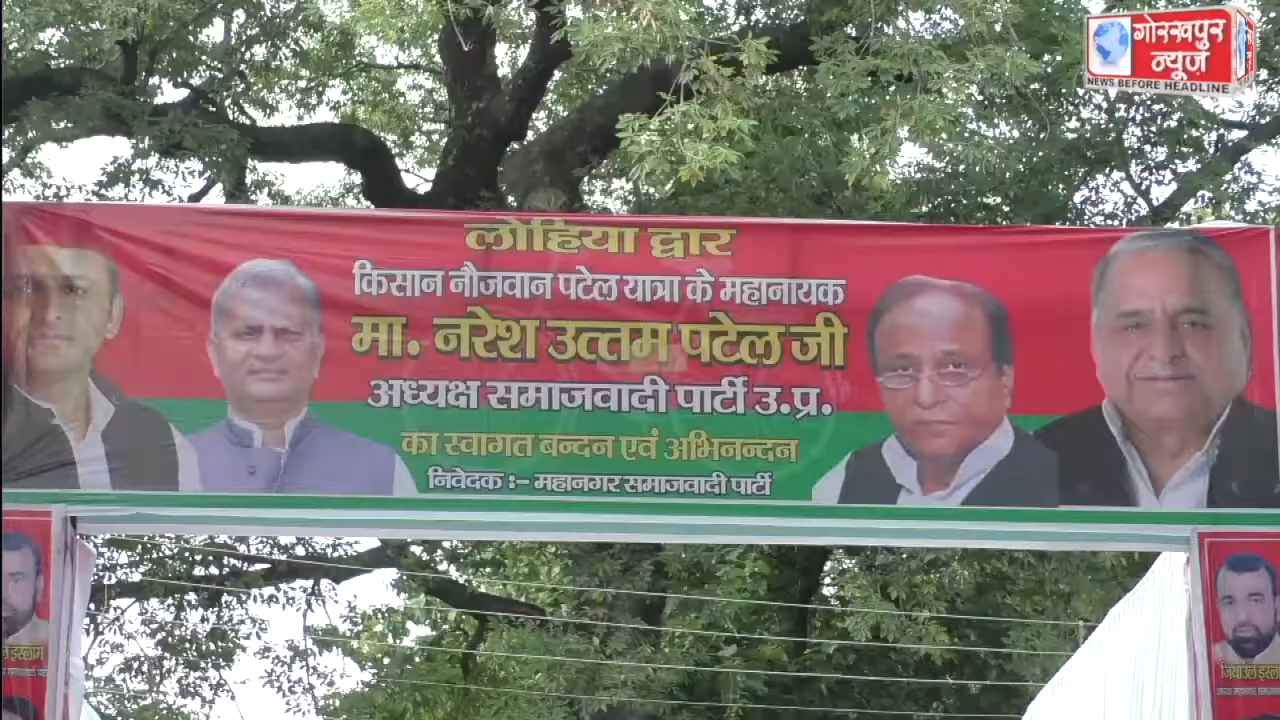 गोरखपुर
न्यूज़
NEWS BEFORE HEADLINE
लोहिया द्वार
किसान नौजवान पटेल यात्रा के महानायक
मा. नरेश उत्तम पटेल जी
अध्यक्ष समाजवादी पार्टी उ.प्र.
का स्वागत बन्दन एवं अभिनन्दन
निवेदक :- महानगर समाजवादी पार्टी